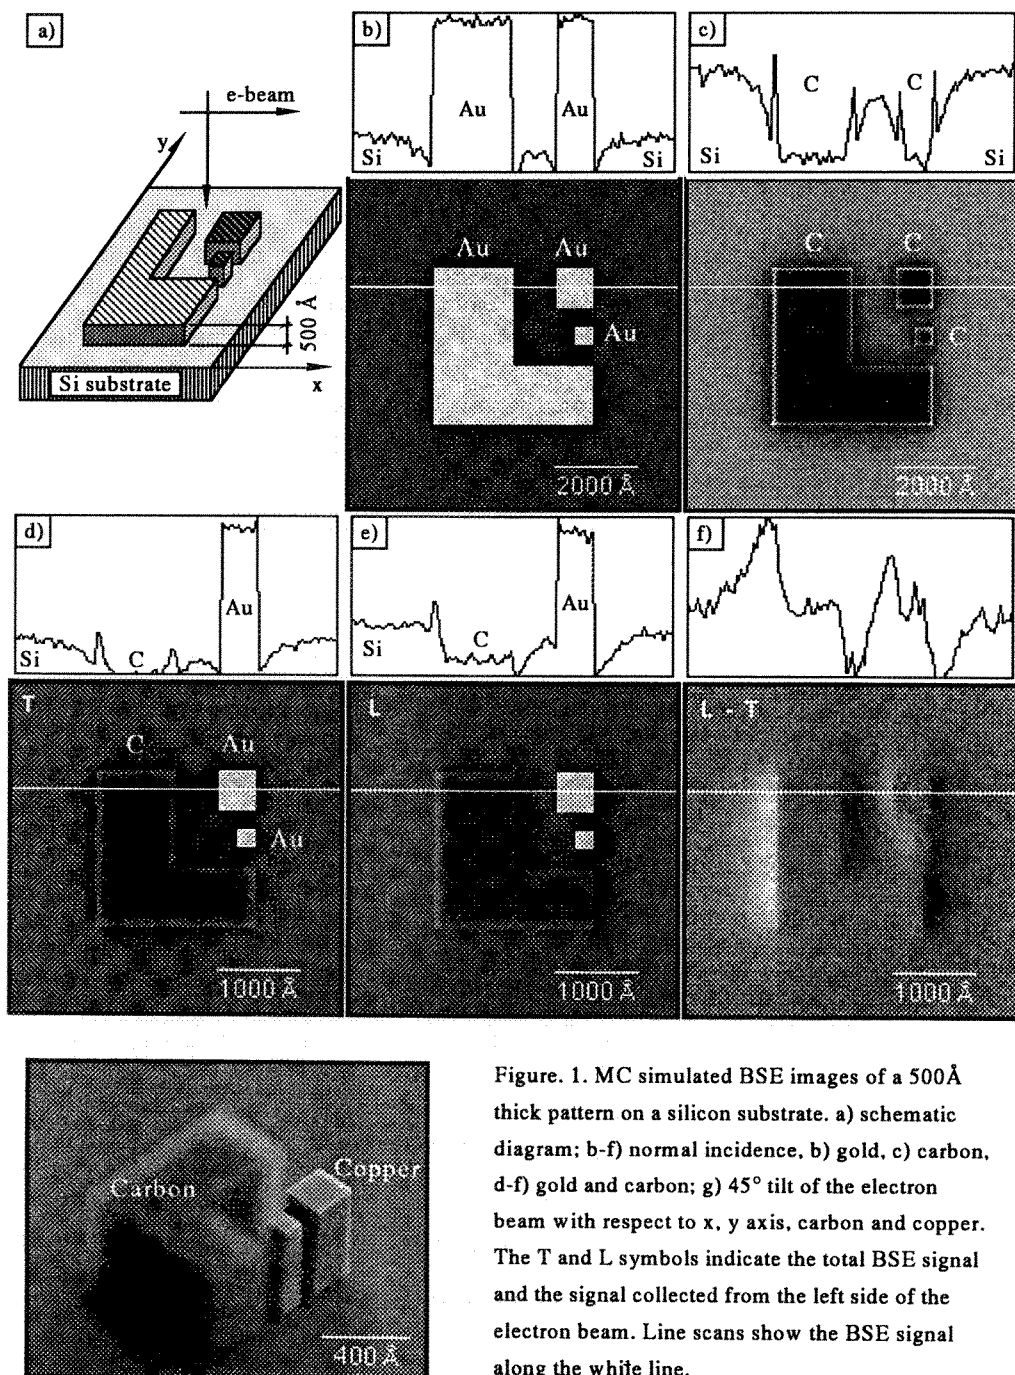 a)
e-beam
y
500 Å
x
Si substrate
b)
Au
Au
Si
Si
Au
Au
Au
2000 Å
c)
C
C
Si
Si
C
C
C
2000 Å
d)
Au
Si
C
T
C
Au
Au
1000 Å
e)
Au
Si
C
L
1000 Å
f)
L - T
1000 Å
Carbon
Copper
400 Å
Figure. 1. MC simulated BSE images of a 500Å
thick pattern on a silicon substrate. a) schematic
diagram; b-f) normal incidence, b) gold, c) carbon,
d-f) gold and carbon; g) 45° tilt of the electron
beam with respect to x, y axis, carbon and copper.
The T and L symbols indicate the total BSE signal
and the signal collected from the left side of the
electron beam. Line scans show the BSE signal
along the white line.